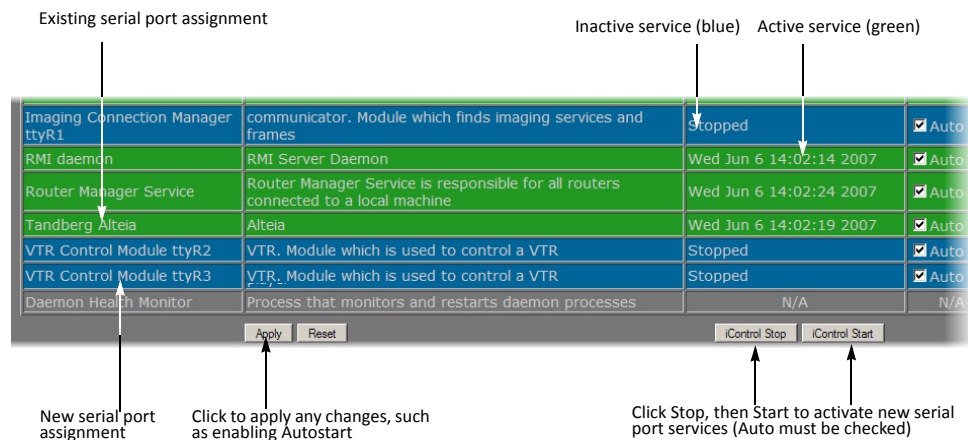 Existing serial port assignment
Inactive service (blue) Active service (green)
Imaging Connection Manager ttyR1
communicator. Module which finds imaging services and frames
Stopped
Auto
RMI daemon
RMI Server Daemon
Wed Jun 6 14:02:14 2007
Auto
Router Manager Service
Router Manager Service is responsible for all routers connected to a local machine
Wed Jun 6 14:02:24 2007
Auto
Tandberg Alteia
Alteia
Wed Jun 6 14:02:19 2007
Auto
VTR Control Module ttyR2
VTR. Module which is used to control a VTR
Stopped
Auto
VTR Control Module ttyR3
VTR. Module which is used to control a VTR
Stopped
Auto
Daemon Health Monitor
Process that monitors and restarts daemon processes
N/A
N/A
Apply Reset iControl Stop iControl Start
New serial port assignment
Click to apply any changes, such as enabling Autostart
Click Stop, then Start to activate new serial port services (Auto must be checked)